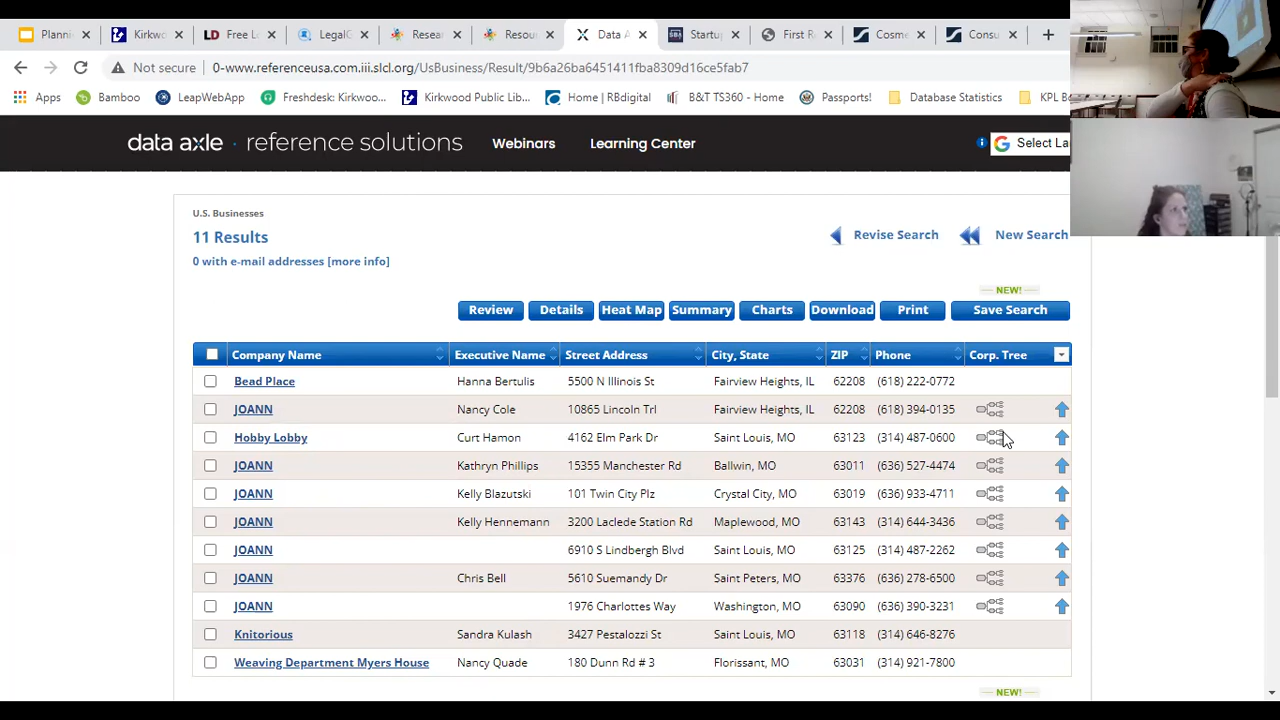 Plannin
Kirkwo
Free Lo
LegalG
Resear
Resou
Data A
SBA
Startu
First R
Cosme
Consu
Not secure
0-www.referenceusa.com.iii.slcl.org/UsBusiness/Result/9b6a26ba6451411fba8309d16ce5fab7
Apps
Bamboo
LeapWebApp
Freshdesk: Kirkwoo...
Kirkwood Public Lib...
Home | RBdigital
B&T TS360 - Home
Passports!
Database Statistics
KPL Bo
data axle · reference solutions
Webinars
Learning Center
Select La
U.S. Businesses
11 Results
0 with e-mail addresses [more info]
Revise Search
New Search
NEW!
Review Details Heat Map Summary Charts Download Print Save Search
Company Name Executive Name Street Address City, State ZIP Phone Corp. Tree
Bead Place Hanna Bertulis 5500 N Illinois St Fairview Heights, IL 62208 (618) 222-0772
JOANN Nancy Cole 10865 Lincoln Trl Fairview Heights, IL 62208 (618) 394-0135
Hobby Lobby Curt Hamon 4162 Elm Park Dr Saint Louis, MO 63123 (314) 487-0600
JOANN Kathryn Phillips 15355 Manchester Rd Ballwin, MO 63011 (636) 527-4474
JOANN Kelly Blazutski 101 Twin City Plz Crystal City, MO 63019 (636) 933-4711
JOANN Kelly Hennemann 3200 Laclede Station Rd Maplewood, MO 63143 (314) 644-3436
JOANN 6910 S Lindbergh Blvd Saint Louis, MO 63125 (314) 487-2262
JOANN Chris Bell 5610 Suemandy Dr Saint Peters, MO 63376 (636) 278-6500
JOANN 1976 Charlottes Way Washington, MO 63090 (636) 390-3231
Knitorious Sandra Kulash 3427 Pestalozzi St Saint Louis, MO 63118 (314) 646-8276
Weaving Department Myers House Nancy Quade 180 Dunn Rd # 3 Florissant, MO 63031 (314) 921-7800
NEW!